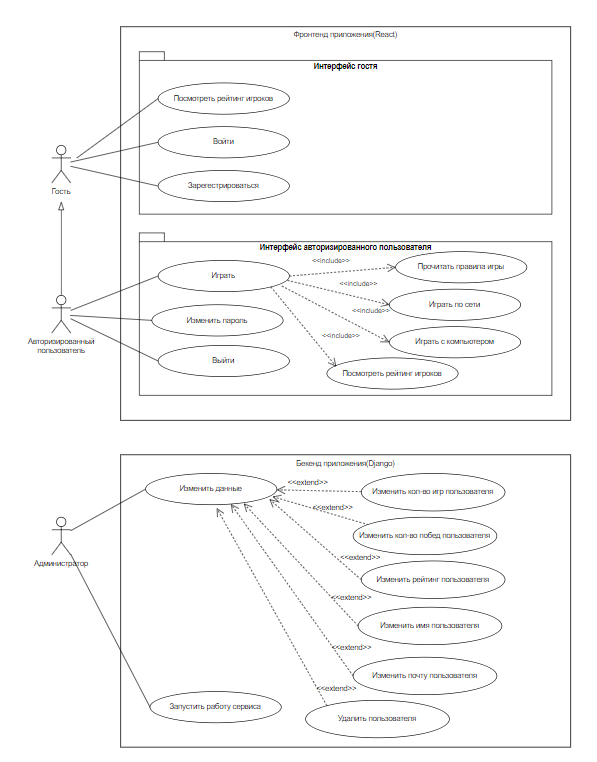 Фронтенд приложения(React)
Интерфейс гостя
Посмотреть рейтинг игроков
Войти
Зарегестрироваться
Гость
Интерфейс авторизированного пользователя
Играть
<<include>>
Прочитать правила игры
<<include>>
Играть по сети
<<include>>
Изменить пароль
<<include>>
Играть с компьютером
Авторизированный
пользователь
Выйти
Посмотреть рейтинг игроков
Бекенд приложения(Django)
Изменить данные
<<extend>>
Изменить кол-во игр пользователя
<<extend>>
Изменить кол-во побед пользователя
<<extend>>
Администратор
Изменить рейтинг пользователя
<<extend>>
Изменить имя пользователя
<<extend>>
Изменить почту пользователя
<<extend>>
Запустить работу сервиса
Удалить пользователя